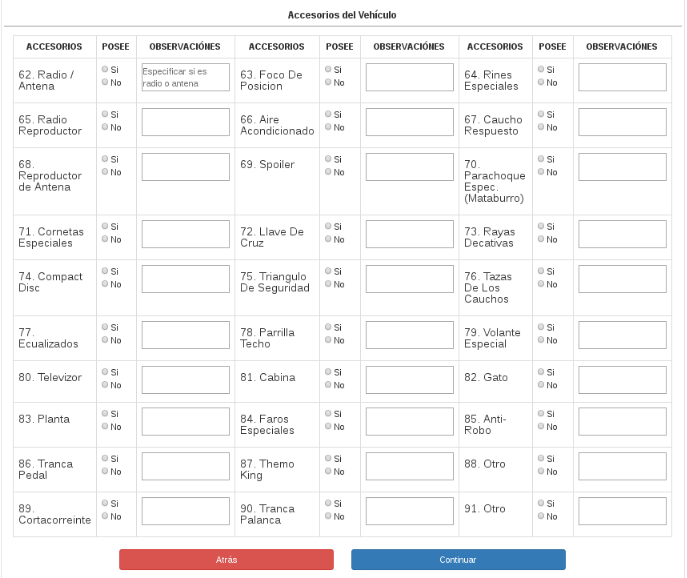 Accesorios del Vehículo
ACCESORIOS POSEE OBSERVACIÓNES ACCESORIOS POSEE OBSERVACIÓNES ACCESORIOS POSEE OBSERVACIÓNES
62. Radio /
Antena
Si
No
Especificar si es
radio o antena
63. Foco De
Posicion
Si
No
64. Rines
Especiales
Si
No
65. Radio
Reproductor
Si
No
66. Aire
Acondicionado
Si
No
67. Caucho
Respuesto
Si
No
68.
Reproductor
de Antena
Si
No
69. Spoiler
Si
No
70.
Parachoque
Espec.
(Mataburro)
Si
No
71. Cornetas
Especiales
Si
No
72. Llave De
Cruz
Si
No
73. Rayas
Decativas
Si
No
74. Compact
Disc
Si
No
75. Triangulo
De Seguridad
Si
No
76. Tazas
De Los
Cauchos
Si
No
77.
Ecualizados
Si
No
78. Parrilla
Techo
Si
No
79. Volante
Especial
Si
No
80. Televizor
Si
No
81. Cabina
Si
No
82. Gato
Si
No
83. Planta
Si
No
84. Faros
Especiales
Si
No
85. Anti-
Robo
Si
No
86. Tranca
Pedal
Si
No
87. Themo
King
Si
No
88. Otro
Si
No
89.
Cortacorreinte
Si
No
90. Tranca
Palanca
Si
No
91. Otro
Si
No
Atrás
Continuar